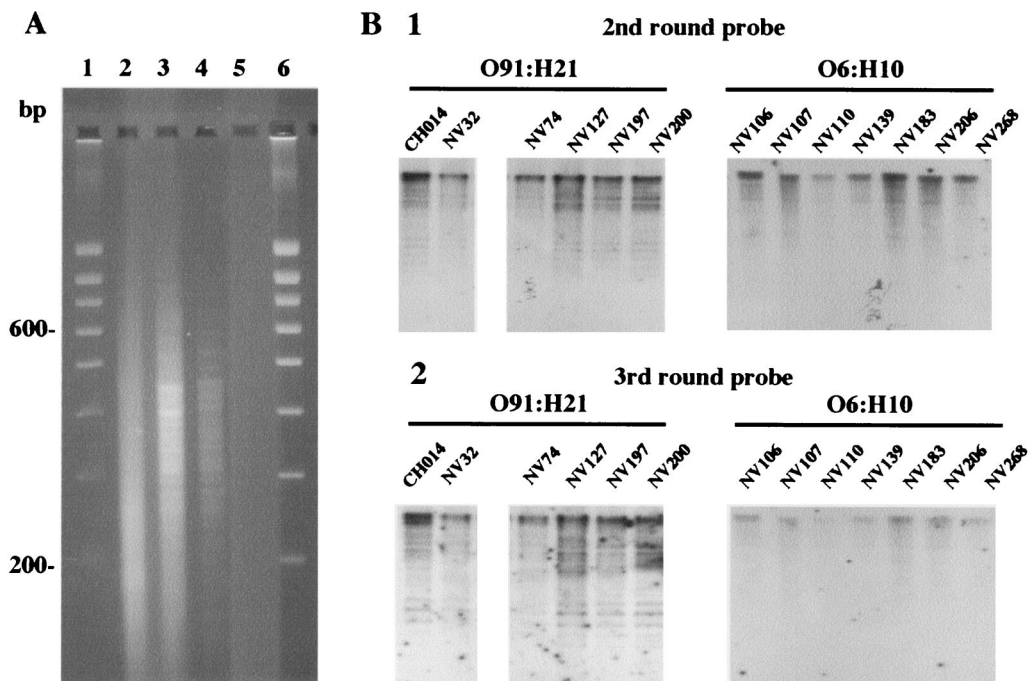 A
1 2 3 4 5 6
bp
600-
200-
B 1
2nd round probe
O91:H21
O6:H10
CH014 NV32 NV74 NV127 NV197 NV200
NV106 NV107 NV110 NV139 NV183 NV206 NV268
2
3rd round probe
O91:H21
O6:H10
CH014 NV32 NV74 NV127 NV197 NV200
NV106 NV107 NV110 NV139 NV183 NV206 NV268